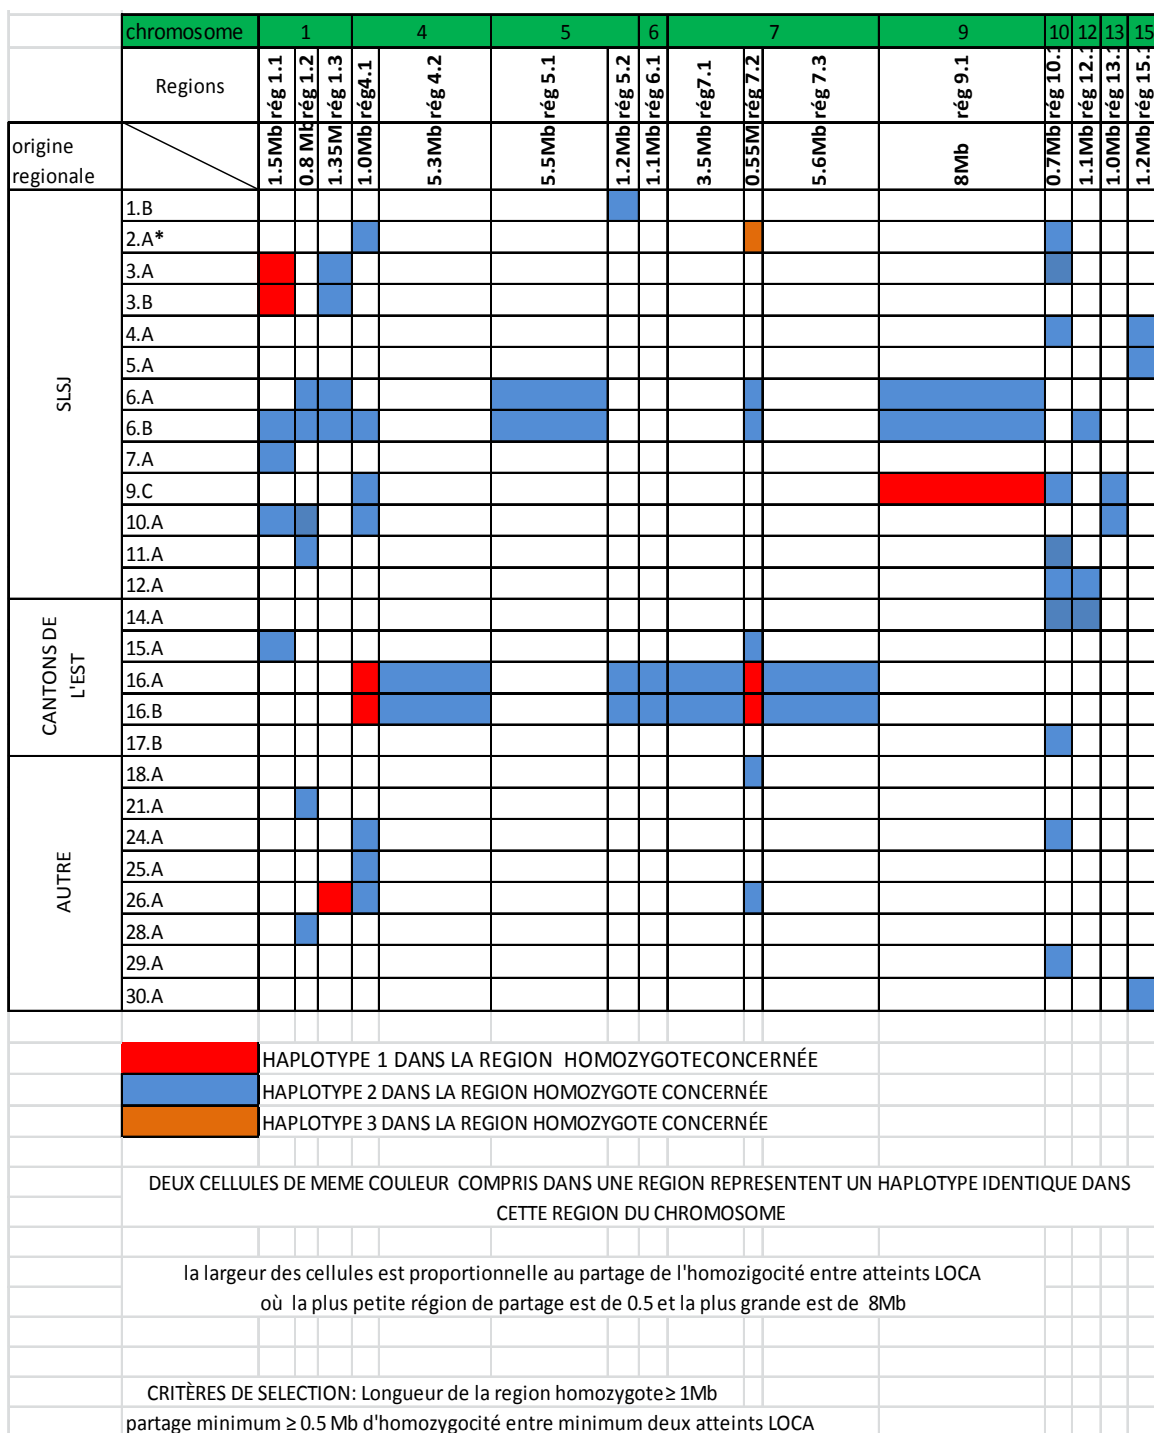 chromosome 1 4 5 6 7 9 10 12 13 15
Regions rég 1.1 rég 1.2 rég 1.3 rég4.1 rég 4.2 rég 5.1 rég 5.2 rég 6.1 rég7.1 rég 7.2 rég 7.3 rég 9.1 rég 10. rég 12. rég 13. rég 15.
origine
regionale
1.5Mb 0.8 Mb 1.35M 1.0Mb 5.3Mb 5.5Mb 1.2Mb 1.1Mb 3.5Mb 0.55M 5.6Mb 8Mb 0.7Mb 1.1Mb 1.0Mb 1.2Mb
SLSJ
1.B
2.A*
3.A
3.B
4.A
5.A
6.A
6.B
7.A
9.C
10.A
11.A
12.A
CANTONS DE
L'EST
14.A
15.A
16.A
16.B
17.B
AUTRE
18.A
21.A
24.A
25.A
26.A
28.A
29.A
30.A
HAPLOTYPE 1 DANS LA REGION HOMOZYGOTECONCERNÉE
HAPLOTYPE 2 DANS LA REGION HOMOZYGOTE CONCERNÉE
HAPLOTYPE 3 DANS LA REGION HOMOZYGOTE CONCERNÉE
DEUX CELLULES DE MEME COULEUR COMPRIS DANS UNE REGION REPRESENTENT UN HAPLOTYPE IDENTIQUE DANS
CETTE REGION DU CHROMOSOME
la largeur des cellules est proportionnelle au partage de l'homozigocité entre atteints LOCA
où la plus petite région de partage est de 0.5 et la plus grande est de 8Mb
CRITÈRES DE SELECTION: Longueur de la region homozygote ≥ 1Mb
partage minimum ≥ 0.5 Mb d'homozygocité entre minimum deux atteints LOCA